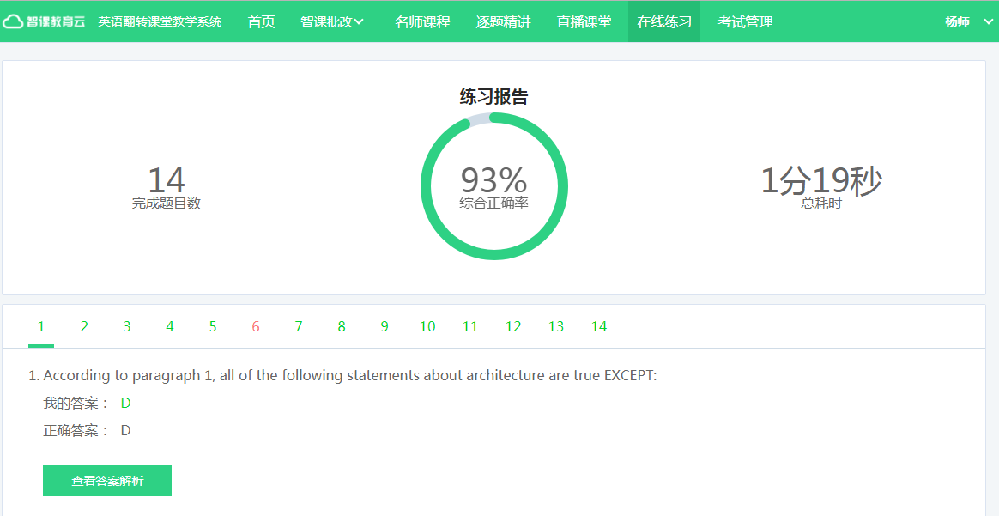 智课教育云 英语翻转课堂教学系统 首页 智课批改 名师课程 逐题精讲 直播课堂 在线练习 考试管理 杨师
练习报告
14 93% 1分19秒
完成题目数 综合正确率 总耗时
1 2 3 4 5 6 7 8 9 10 11 12 13 14
1. According to paragraph 1, all of the following statements about architecture are true EXCEPT:
我的答案： D
正确答案： D
查看答案解析